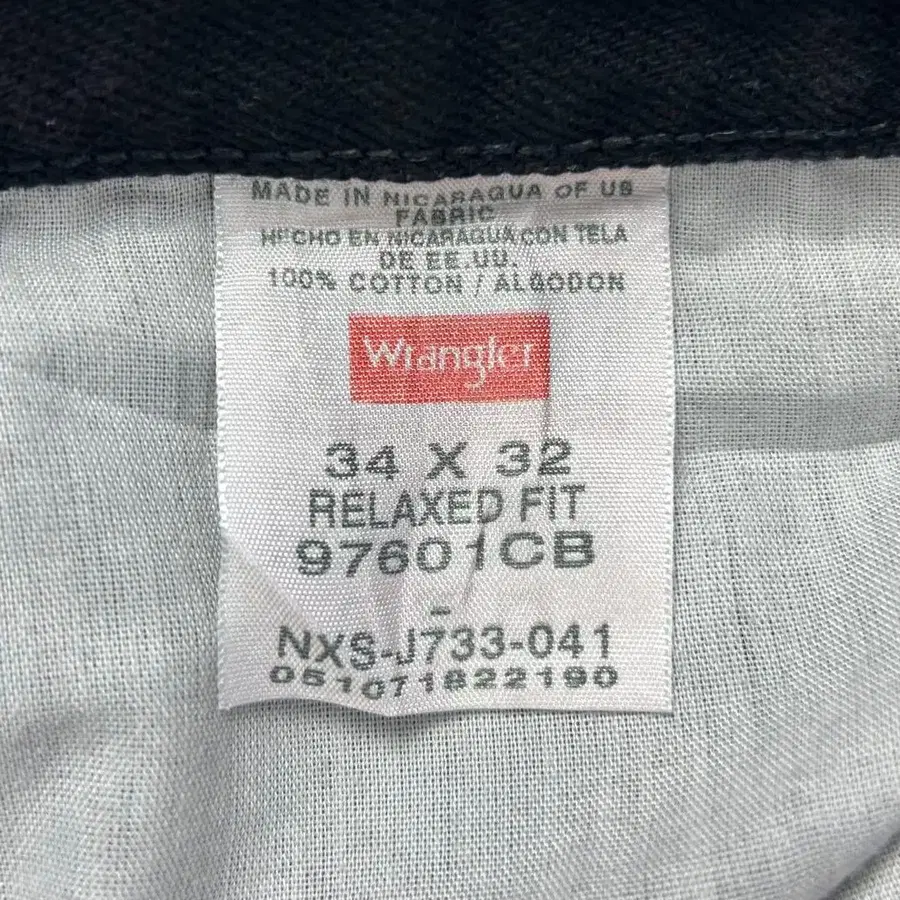 MADE IN NICARAGUA OF US
FABRIC
HECHO EN NICARAGUA CON TELA
DE EE.UU.
100% COTTON / ALGODON
Wrangler
34 X 32
RELAXED FIT
97601CB
-
NXS-J733-041
051071822190